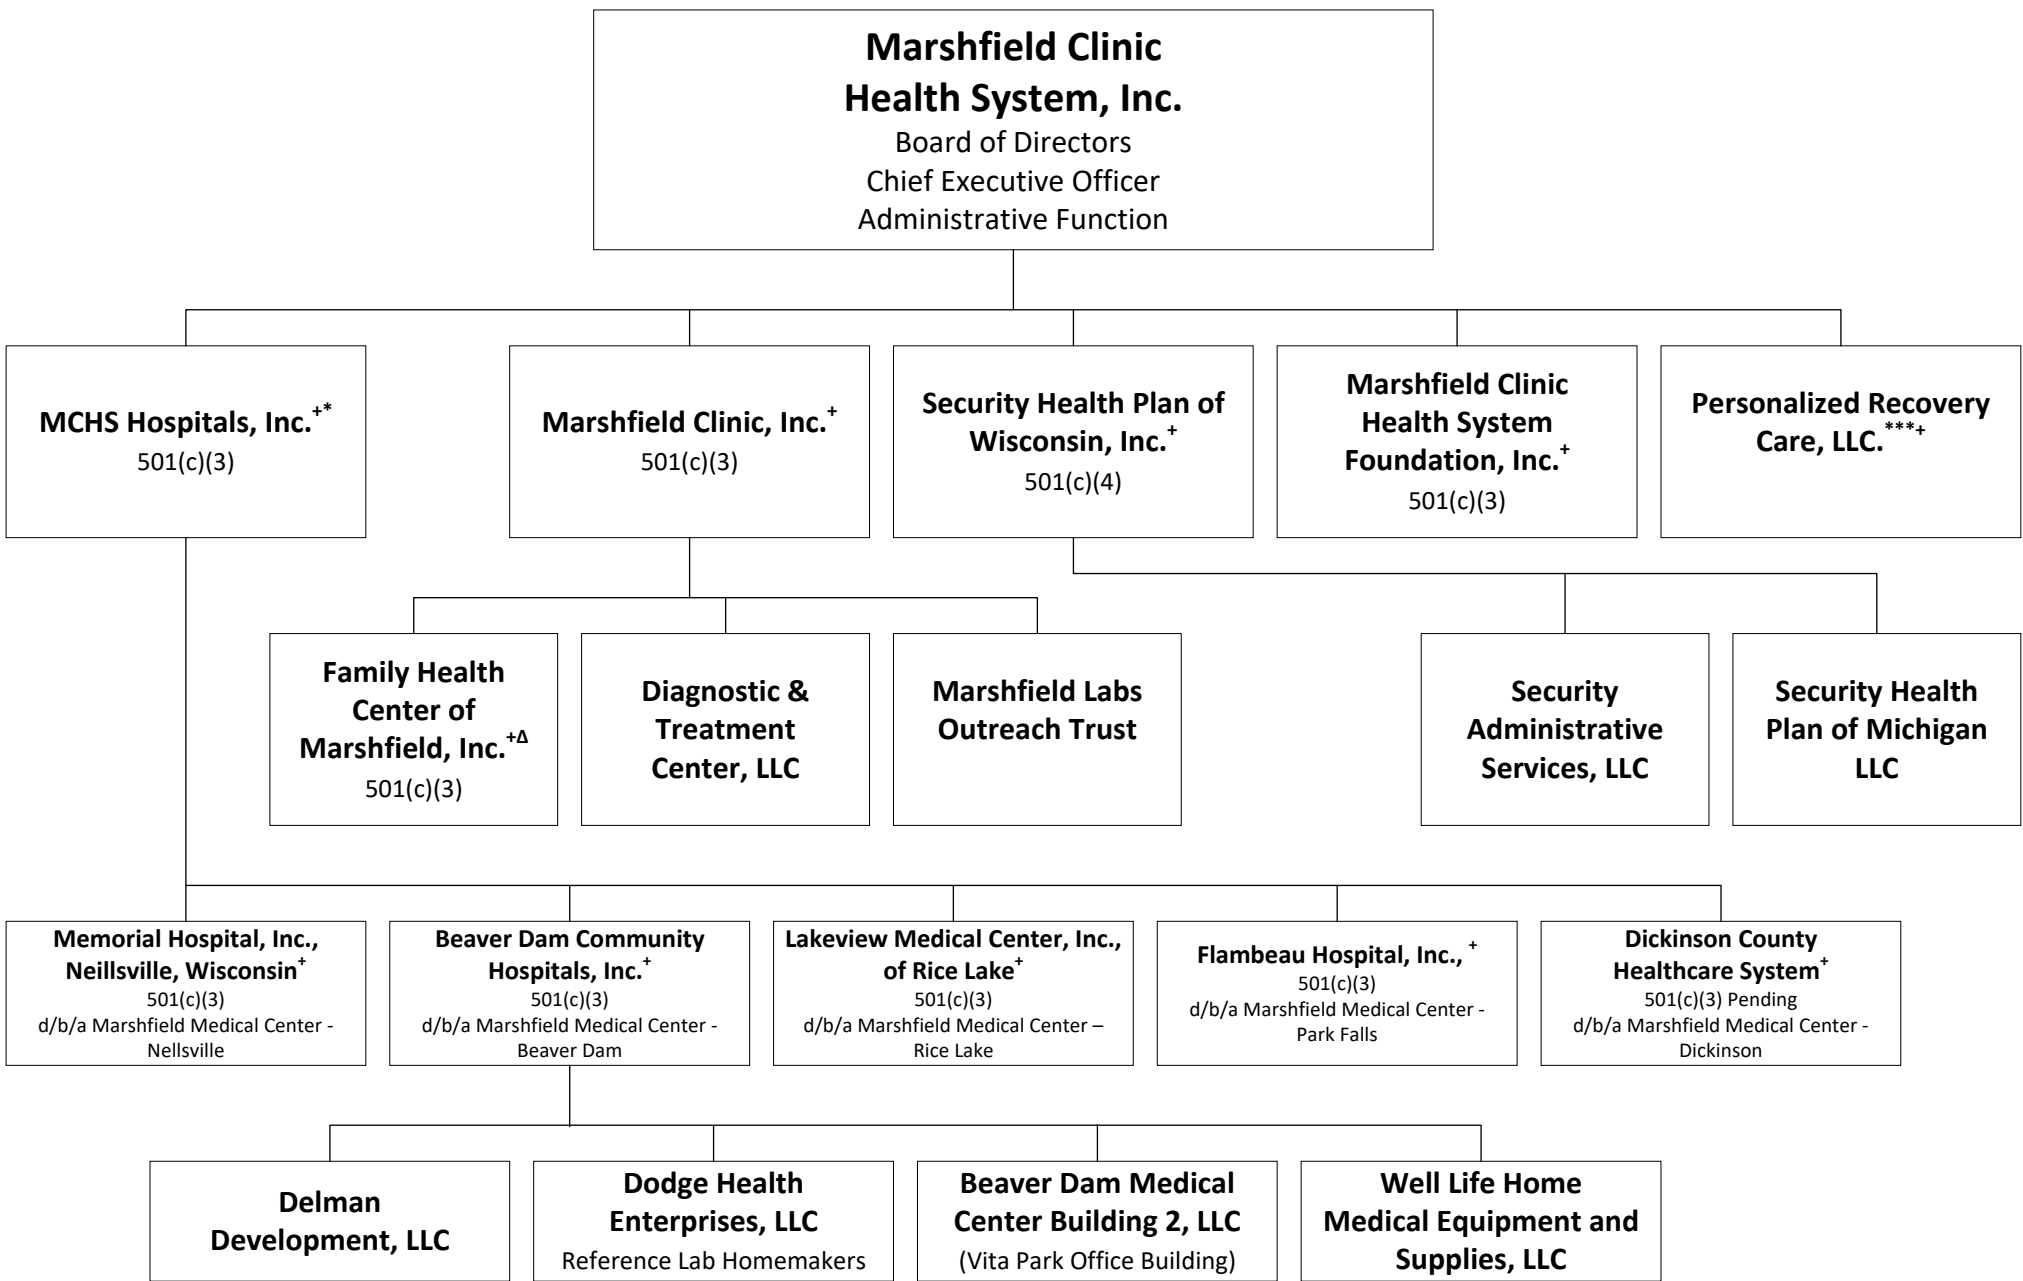 Marshfield Clinic
Health System, Inc.
Board of Directors
Chief Executive Officer
Administrative Function
MCHS Hospitals, Inc.+*
501(c)(3)
Marshfield Clinic, Inc.+
501(c)(3)
Security Health Plan of
Wisconsin, Inc.+
501(c)(4)
Marshfield Clinic
Health System
Foundation, Inc.+
501(c)(3)
Personalized Recovery
Care, LLC.***+
Family Health
Center of
Marshfield, Inc.+Δ
501(c)(3)
Diagnostic &
Treatment
Center, LLC
Marshfield Labs
Outreach Trust
Security
Administrative
Services, LLC
Security Health
Plan of Michigan
LLC
Memorial Hospital, Inc.,
Neillsville, Wisconsin+
501(c)(3)
d/b/a Marshfield Medical Center -
Nellsville
Beaver Dam Community
Hospitals, Inc.+
501(c)(3)
d/b/a Marshfield Medical Center -
Beaver Dam
Lakeview Medical Center, Inc.,
of Rice Lake+
501(c)(3)
d/b/a Marshfield Medical Center –
Rice Lake
Flambeau Hospital, Inc., +
501(c)(3)
d/b/a Marshfield Medical Center -
Park Falls
Dickinson County
Healthcare System+
501(c)(3) Pending
d/b/a Marshfield Medical Center -
Dickinson
Delman
Development, LLC
Dodge Health
Enterprises, LLC
Reference Lab Homemakers
Beaver Dam Medical
Center Building 2, LLC
(Vita Park Office Building)
Well Life Home
Medical Equipment and
Supplies, LLC